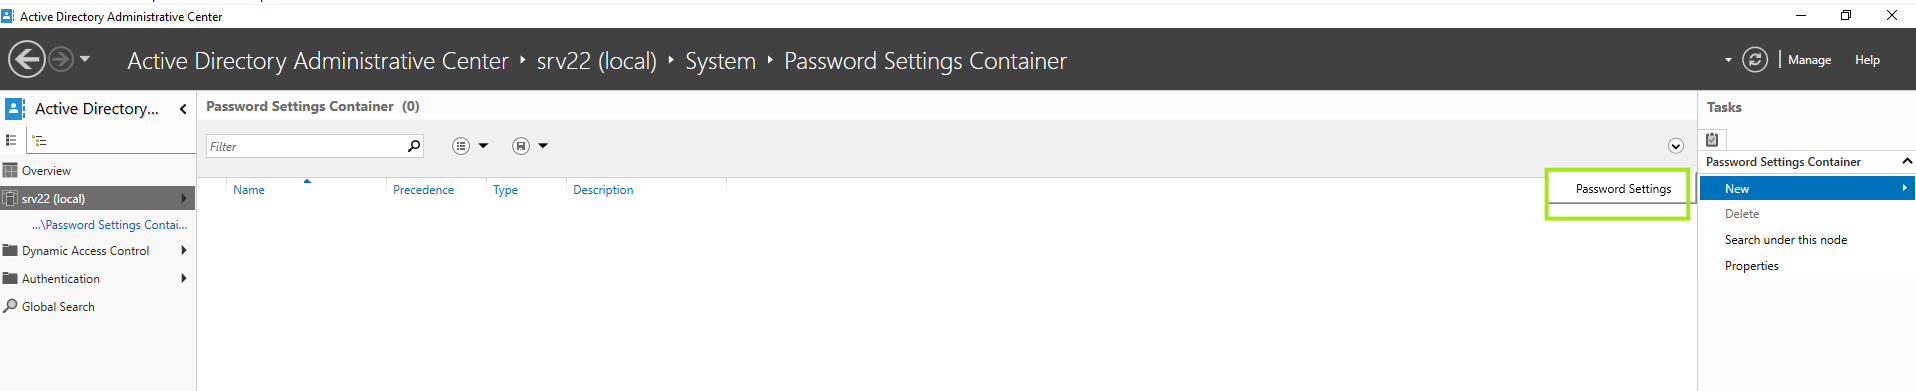 Active Directory Administrative Center
Active Directory Administrative Center • srv22 (local) • System • Password Settings Container
Manage
Help
Active Directory...
Overview
srv22 (local)
...\Password Settings Contai...
Dynamic Access Control
Authentication
Global Search
Password Settings Container (0)
Filter
Name
Precedence
Type
Description
Password Settings
Tasks
Password Settings Container
New
Delete
Search under this node
Properties